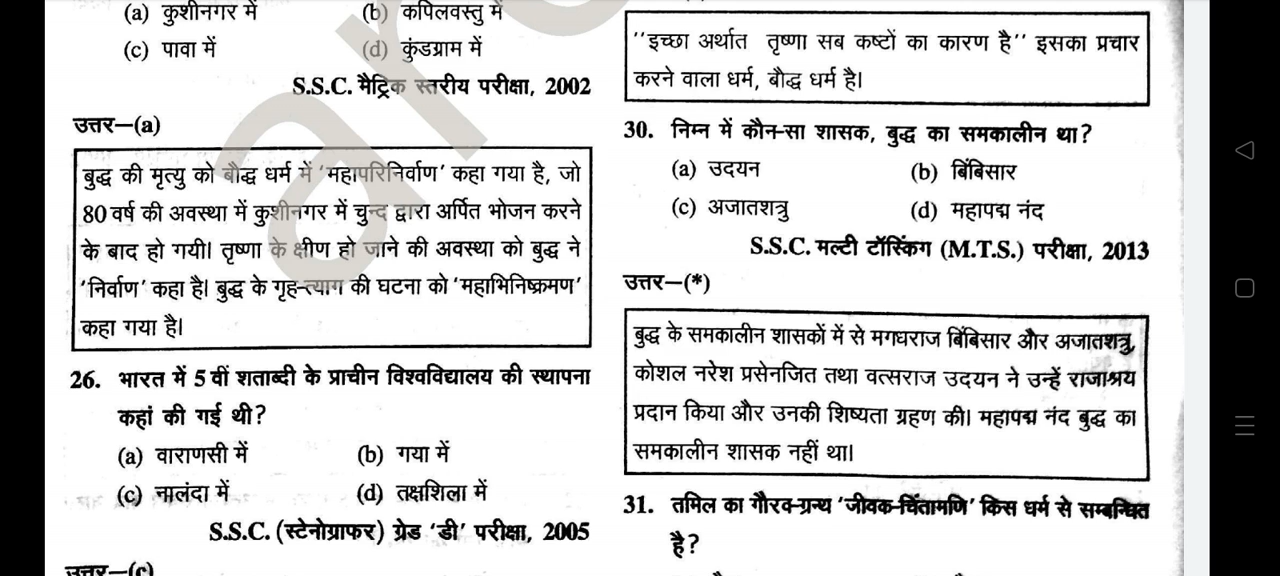 (a) कुशीनगर में (b) कपिलवस्तु में
(c) पावा में (d) कुंडग्राम में
S.S.C. मैट्रिक स्तरीय परीक्षा, 2002
उत्तर—(a)
बुद्ध की मृत्यु को बौद्ध धर्म में 'महापरिनिर्वाण' कहा गया है, जो
80 वर्ष की अवस्था में कुशीनगर में चुन्द द्वारा अर्पित भोजन करने
के बाद हो गयी। तृष्णा के क्षीण हो जाने की अवस्था को बुद्ध ने
'निर्वाण' कहा है। बुद्ध के गृह-त्याग की घटना को 'महाभिनिष्क्रमण'
कहा गया है।
26. भारत में 5 वीं शताब्दी के प्राचीन विश्वविद्यालय की स्थापना
कहां की गई थी?
(a) वाराणसी में (b) गया में
(c) नालंदा में (d) तक्षशिला में
S.S.C. (स्टेनोग्राफर) ग्रेड 'डी' परीक्षा, 2005
उत्तर—(c)
''इच्छा अर्थात तृष्णा सब कष्टों का कारण है'' इसका प्रचार
करने वाला धर्म, बौद्ध धर्म है।
30. निम्न में कौन-सा शासक, बुद्ध का समकालीन था?
(a) उदयन (b) बिंबिसार
(c) अजातशत्रु (d) महापद्म नंद
S.S.C. मल्टी टॉस्किंग (M.T.S.) परीक्षा, 2013
उत्तर—(*)
बुद्ध के समकालीन शासकों में से मगधराज बिंबिसार और अजातशत्रु,
कोशल नरेश प्रसेनजित तथा वत्सराज उदयन ने उन्हें राजाश्रय
प्रदान किया और उनकी शिष्यता ग्रहण की। महापद्म नंद बुद्ध का
समकालीन शासक नहीं था।
31. तमिल का गौरव-ग्रन्थ 'जीवक-चिंतामणि' किस धर्म से सम्बन्धित
है?